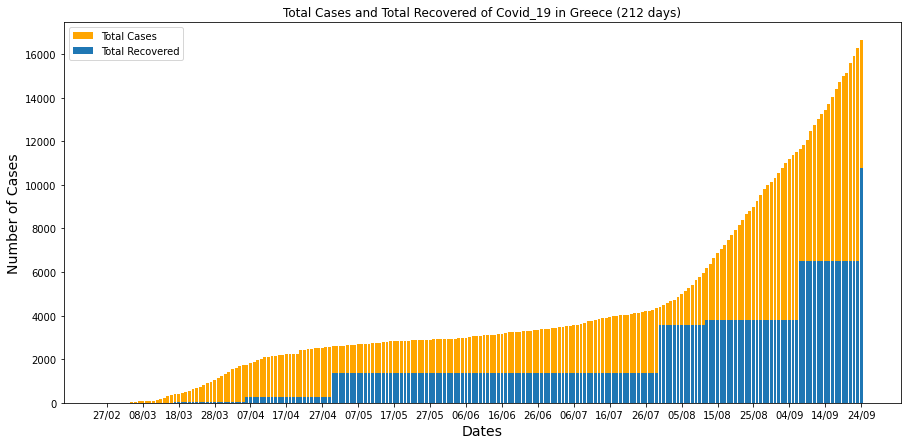 Total Cases and Total Recovered of Covid_19 in Greece (212 days)
Total Cases
Total Recovered
Number of Cases
16000
14000
12000
10000
8000
6000
4000
2000
0
27/02 08/03 18/03 28/03 07/04 17/04 27/04 07/05 17/05 27/05 06/06 16/06 26/06 06/07 16/07 26/07 05/08 15/08 25/08 04/09 14/09 24/09
Dates